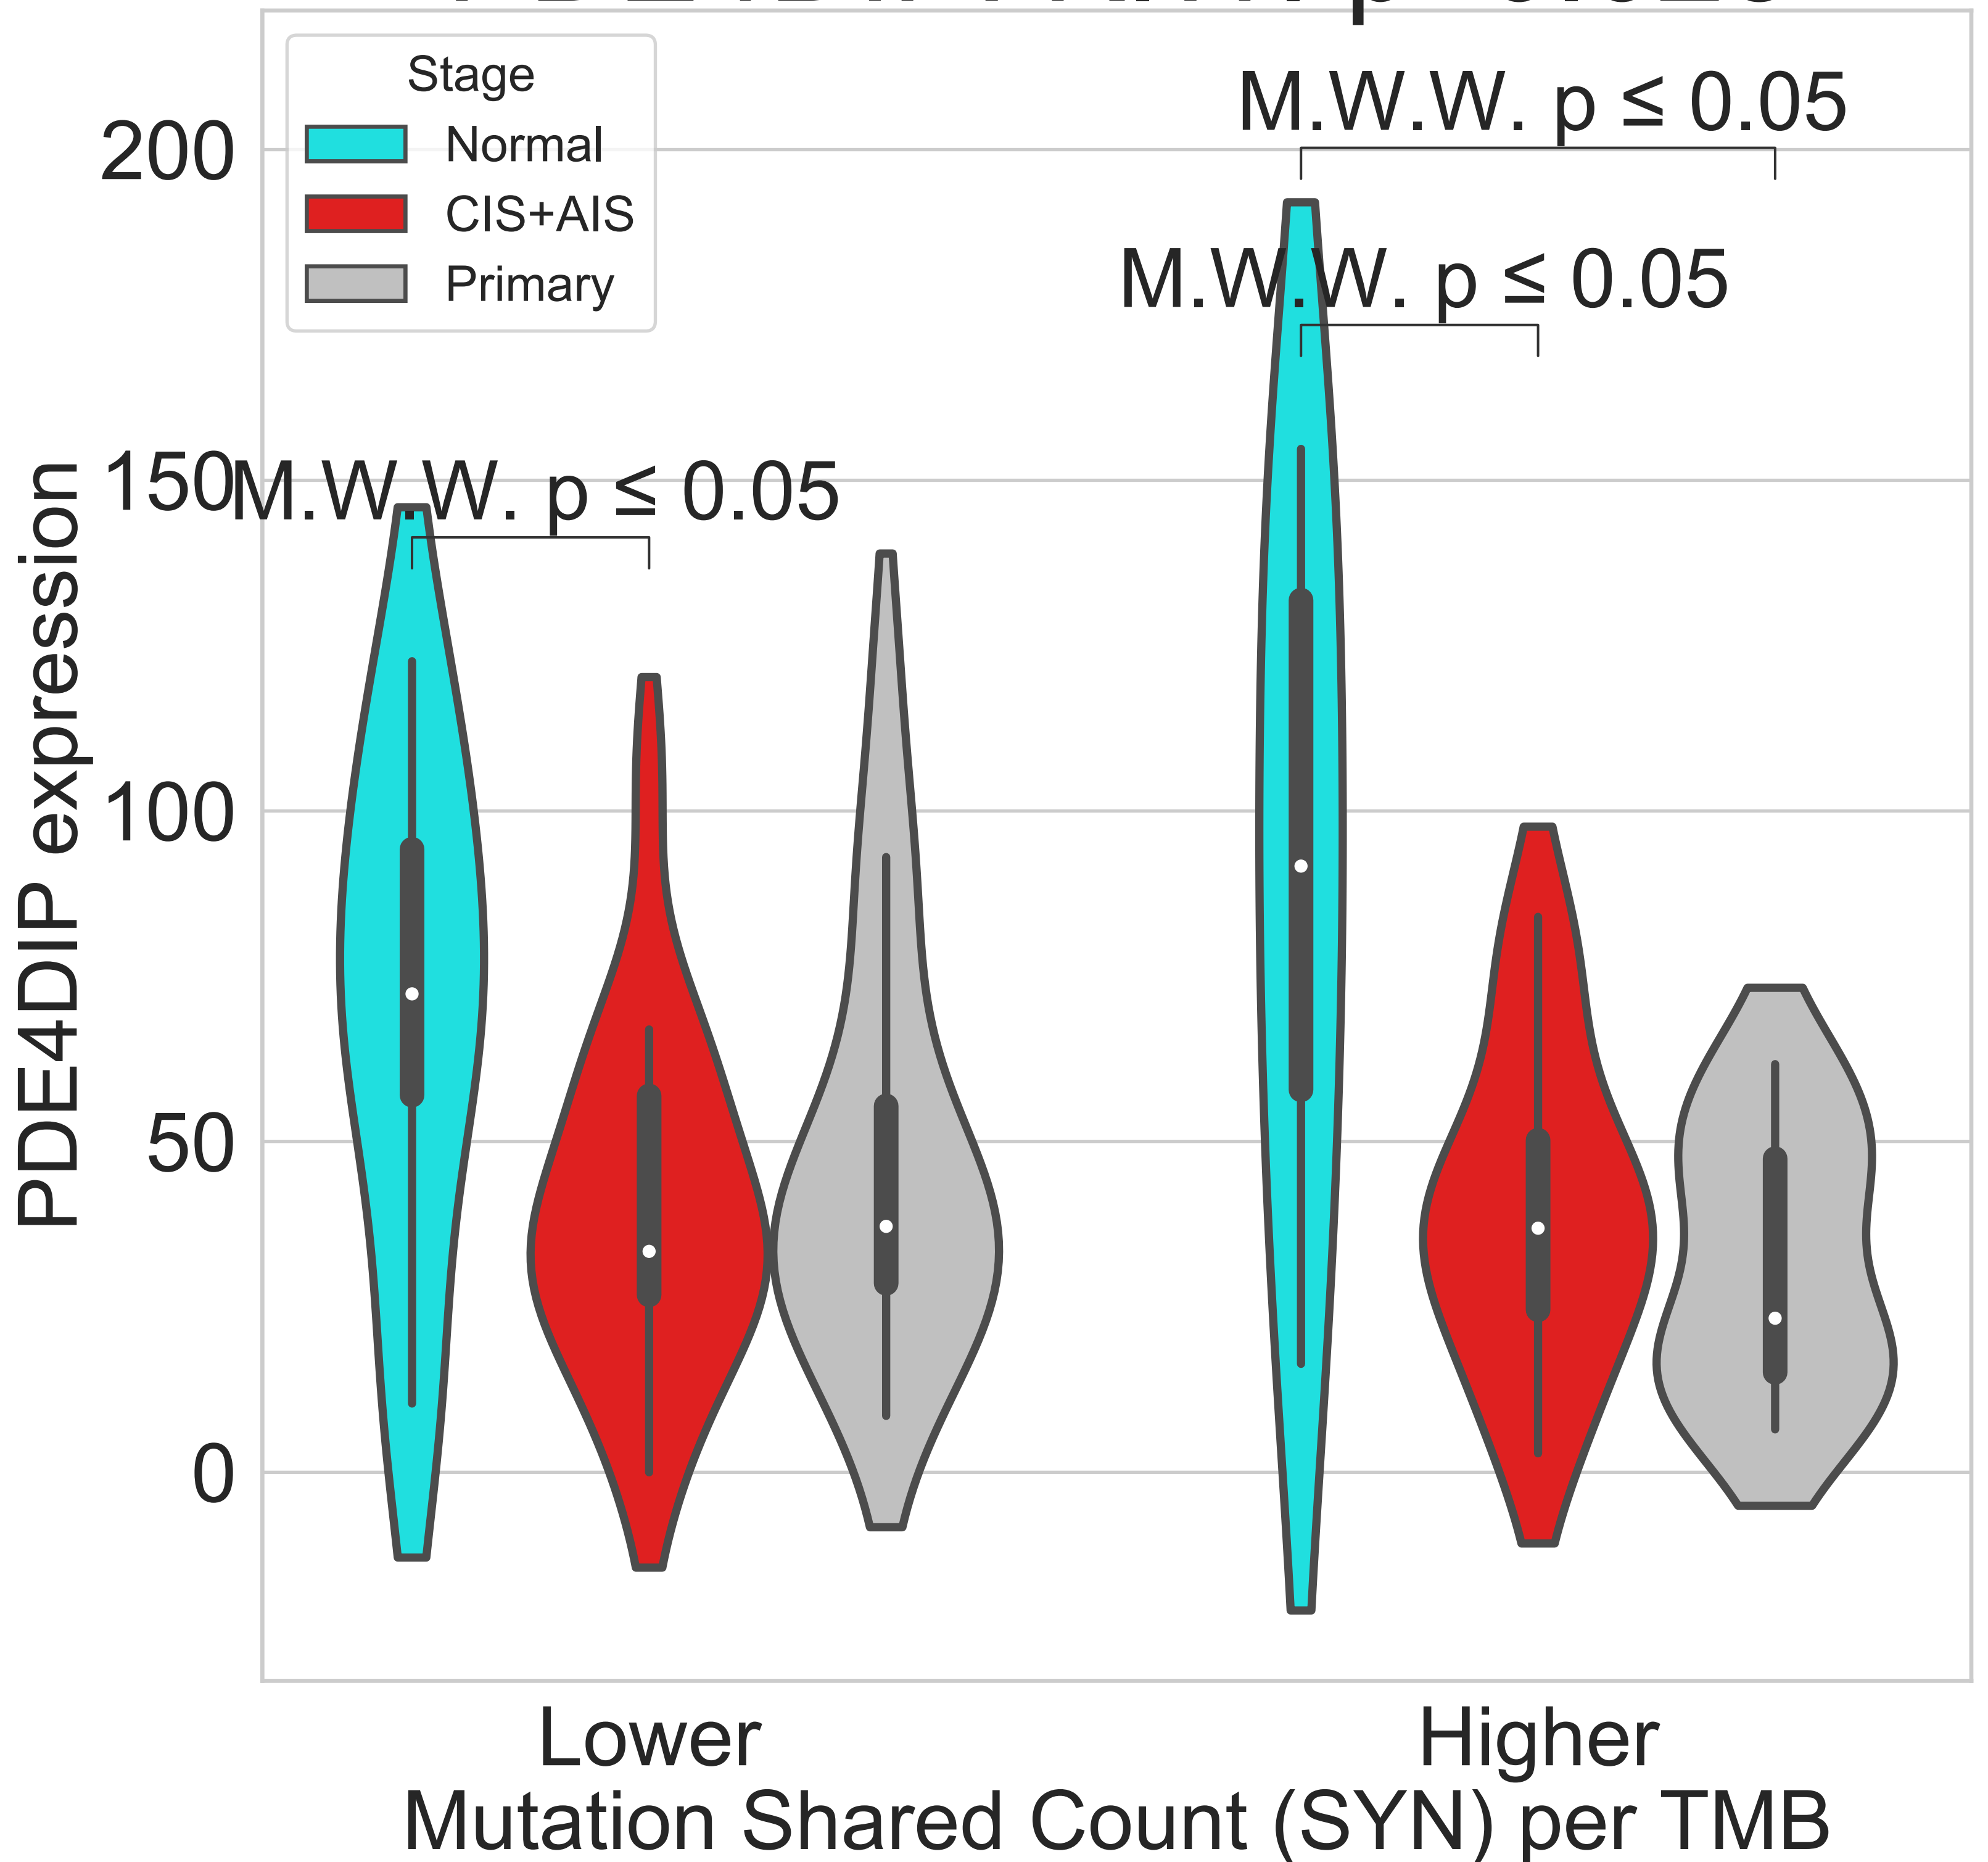 Stage
Normal
CIS+AIS
Primary
M.W.W. p ≤ 0.05
M.W.W. p ≤ 0.05
M.W.W. p ≤ 0.05
200
150
100
50
0
PDE4DIP expression
Lower Higher
Mutation Shared Count (SYN) per TMB